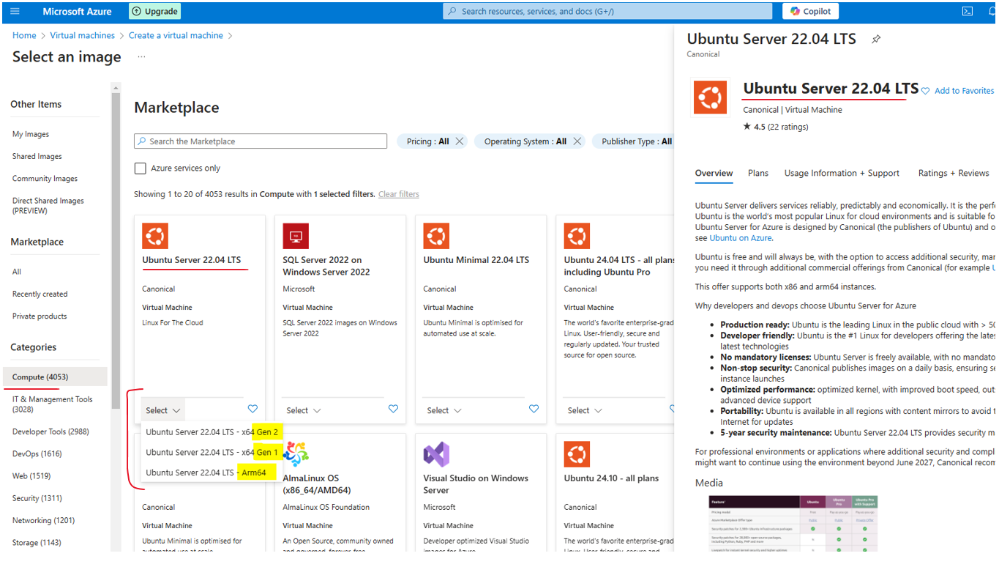 Microsoft Azure
Upgrade
Search resources, services, and docs (G+/)
Copilot
Home > Virtual machines > Create a virtual machine >
Select an image
...
Other Items
My Images
Shared Images
Community Images
Direct Shared Images
(PREVIEW)
Marketplace
All
Recently created
Private products
Categories
Compute (4053)
IT & Management Tools
(3028)
Developer Tools (2988)
DevOps (1616)
Web (1519)
Security (1311)
Networking (1201)
Storage (1143)
Marketplace
Search the Marketplace
Pricing : All
Operating System : All
Publisher Type : All
Azure services only
Showing 1 to 20 of 4053 results in Compute with 1 selected filters. Clear filters
Ubuntu Server 22.04 LTS
Canonical
Virtual Machine
Linux For The Cloud
Select
Ubuntu Server 22.04 LTS - x64 Gen 2
Ubuntu Server 22.04 LTS - x64 Gen 1
Ubuntu Server 22.04 LTS - Arm64
SQL Server 2022 on
Windows Server 2022
Microsoft
Virtual Machine
SQL Server 2022 images on Windows
Server 2022
Select
Ubuntu Minimal 22.04 LTS
Canonical
Virtual Machine
Ubuntu Minimal is optimised for
automated use at scale.
Select
Ubuntu 24.04 LTS - all plans
including Ubuntu Pro
Canonical
Virtual Machine
The world's favorite enterprise-grad
Linux. User-friendly, secure and
regularly updated. Your trusted
source for open source.
Select
Canonical
Virtual Machine
Ubuntu Minimal is optimised for
automated use at scale.
AlmaLinux OS
(x86_64/AMD64)
AlmaLinux OS Foundation
Virtual Machine
An Open Source, community owned
and governed, forever-free
Visual Studio on Windows
Server
Microsoft
Virtual Machine
Developer optimized Visual Studio
images for Azure
Ubuntu 24.10 - all plans
Canonical
Virtual Machine
The world's favorite enterprise-grad
Linux. User-friendly, secure and
Ubuntu Server 22.04 LTS
Canonical
Ubuntu Server 22.04 LTS
Add to Favorites
Canonical | Virtual Machine
★ 4.5 (22 ratings)
Overview
Plans
Usage Information + Support
Ratings + Reviews
Ubuntu Server delivers services reliably, predictably and economically. It is the perfe
Ubuntu is the world's most popular Linux for cloud environments and is suitable fo
Ubuntu Server for Azure is designed by Canonical (the publishers of Ubuntu) and o
see Ubuntu on Azure.
Ubuntu is free and will always be, with the option to access additional security, man
you need it through additional commercial offerings from Canonical (for example U
This offer supports both x86 and arm64 instances.
Why developers and devops choose Ubuntu Server for Azure
• Production ready: Ubuntu is the leading Linux in the public cloud with > 50
• Developer friendly: Ubuntu is the #1 Linux for developers offering the lates
latest technologies
• No mandatory licenses: Ubuntu Server is freely available, with no mandato
• Non-stop security: Canonical publishes images on a daily basis, ensuring se
instance launches
• Optimized performance: optimized kernel, with improved boot speed, outs
advanced device support
• Portability: Ubuntu is available in all regions with content mirrors to avoid t
Internet for updates
• 5-year security maintenance: Ubuntu Server 22.04 LTS provides security m
For professional environments or applications where additional security and compl
might want to continue using the environment beyond June 2027, Canonical recom
Media
Feature
Ubuntu
Ubuntu
Pro
Ubuntu Pro
with Support
Pricing model
Azure Marketplace Offer type